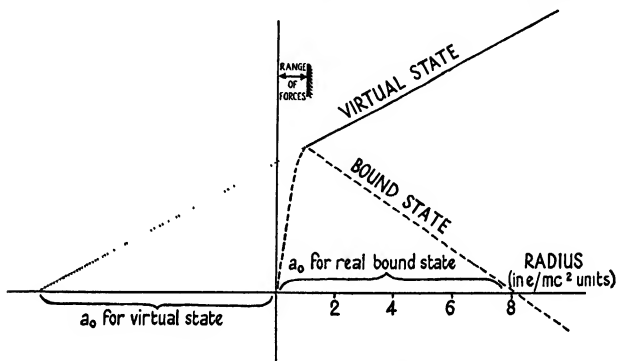 RANGE
OF
FORCES
VIRTUAL STATE
BOUND STATE
a₀ for real bound state
RADIUS
(in e/mc² units)
2 4 6 8
a₀ for virtual state